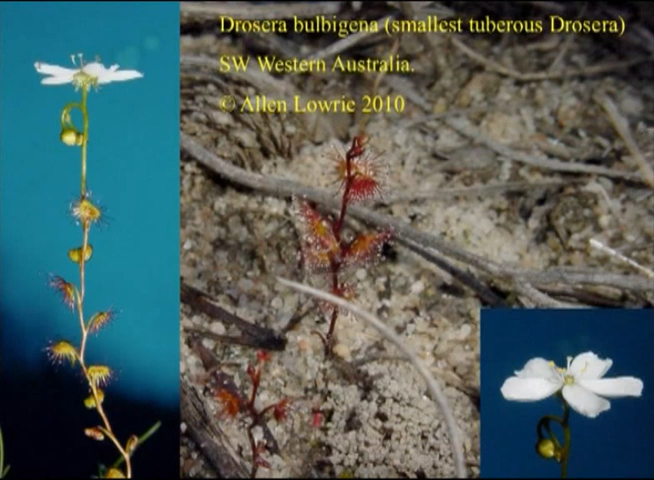 Drosera bulbigena (smallest tuberous Drosera)
SW Western Australia.
© Allen Lowrie 2010